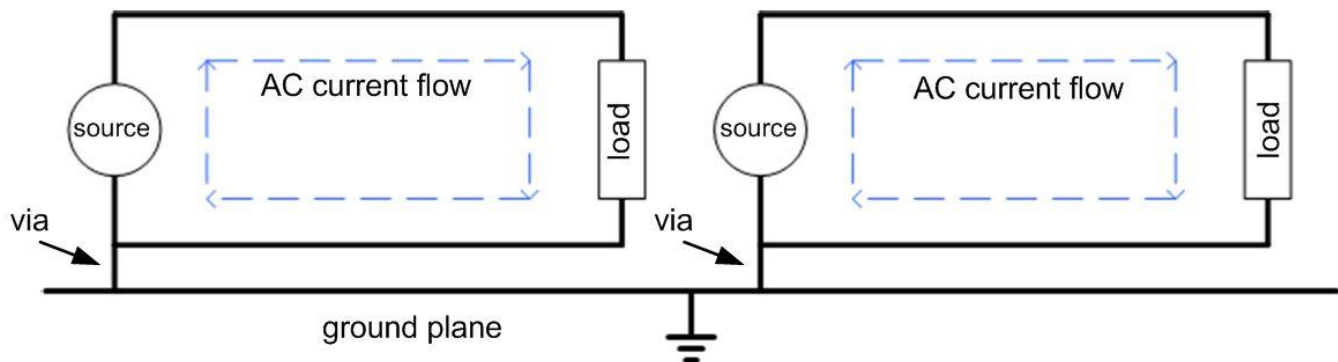 AC current flow
source
load
via
AC current flow
source
load
via
ground plane